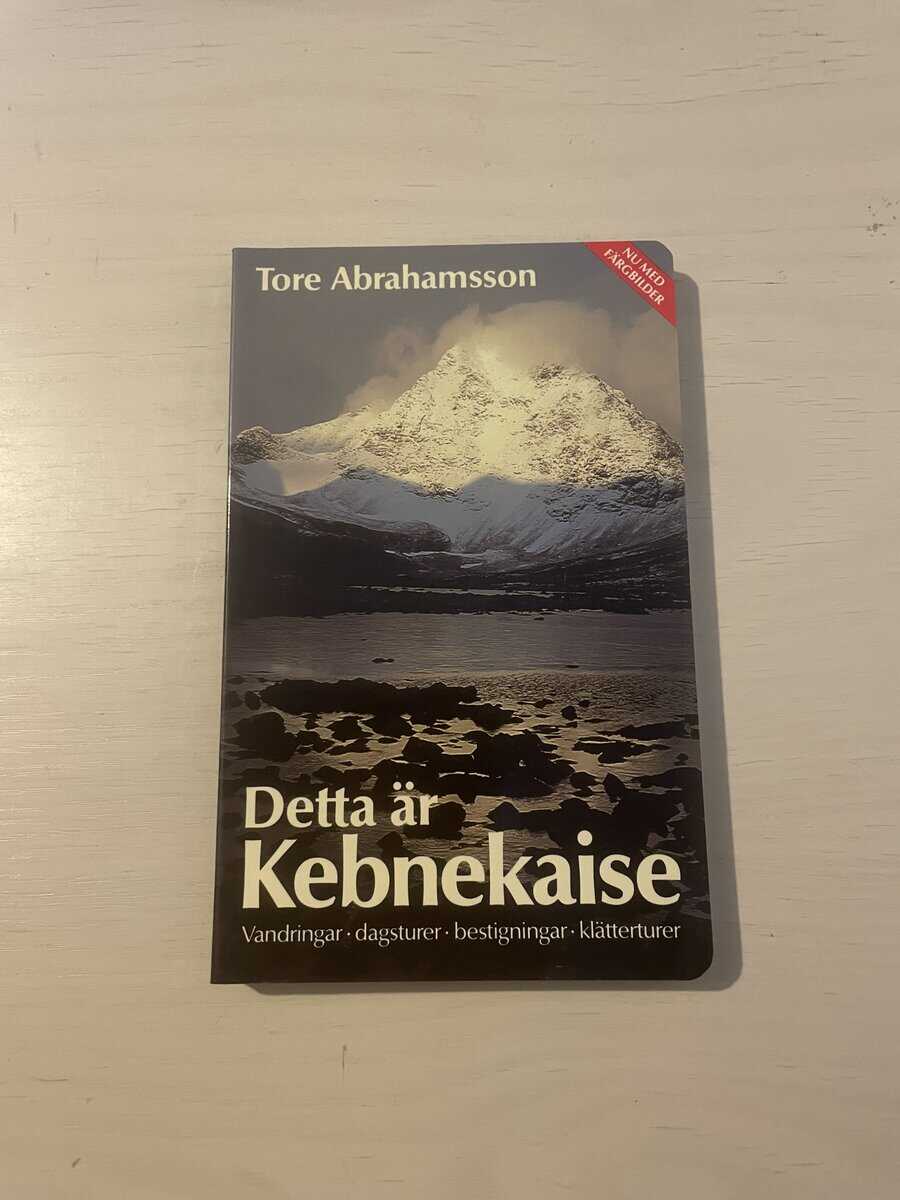 Tore Abrahamsson
NU MED
FÄRGBILDER
Detta är
Kebnekaise
Vandringar · dagsturer · bestigningar · klätterturer